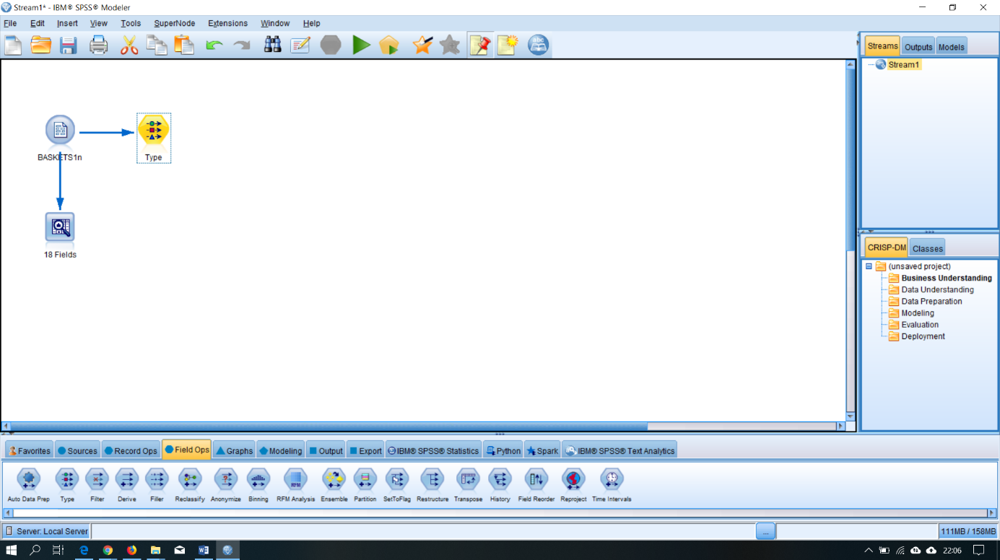 Stream1* - IBM® SPSS® Modeler
File Edit Insert View Tools SuperNode Extensions Window Help
abc
Streams Outputs Models
Stream1
BASKETS1n
Type
18 Fields
CRISP-DM Classes
(unsaved project)
Business Understanding
Data Understanding
Data Preparation
Modeling
Evaluation
Deployment
Favorites Sources Record Ops Field Ops Graphs Modeling Output Export IBM® SPSS® Statistics Python Spark IBM® SPSS® Text Analytics
RFM
Auto Data Prep Type Filter Derive Filler Reclassify Anonymize Binning RFM Analysis Ensemble Partition SetToFlag Restructure Transpose History Field Reorder Reproject Time Intervals
Server: Local Server ... 111MB / 158MB
22:06